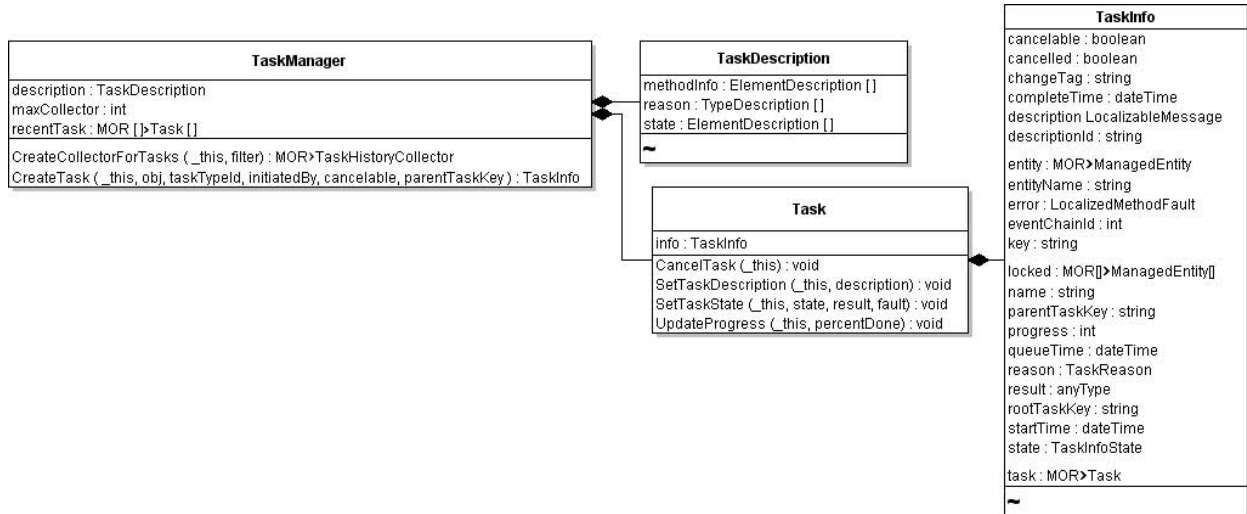 TaskManager
description : TaskDescription
maxCollector : int
recentTask : MOR []>Task []
CreateCollectorForTasks ( _this, filter) : MOR>TaskHistoryCollector
CreateTask ( _this, obj, taskTypeId, initiatedBy, cancelable, parentTaskKey ) : TaskInfo
TaskDescription
methodInfo : ElementDescription [ ]
reason : TypeDescription [ ]
state : ElementDescription [ ]
~
Task
info : TaskInfo
CancelTask (_this) : void
SetTaskDescription (_this, description) : void
SetTaskState (_this, state, result, fault) : void
UpdateProgress (_this, percentDone) : void
TaskInfo
cancelable : boolean
cancelled : boolean
changeTag : string
completeTime : dateTime
description LocalizableMessage
descriptionId : string
entity : MOR>ManagedEntity
entityName : string
error : LocalizedMethodFault
eventChainId : int
key : string
locked : MOR[]>ManagedEntity[]
name : string
parentTaskKey : string
progress : int
queueTime : dateTime
reason : TaskReason
result : anyType
rootTaskKey : string
startTime : dateTime
state : TaskInfoState
task : MOR>Task
~